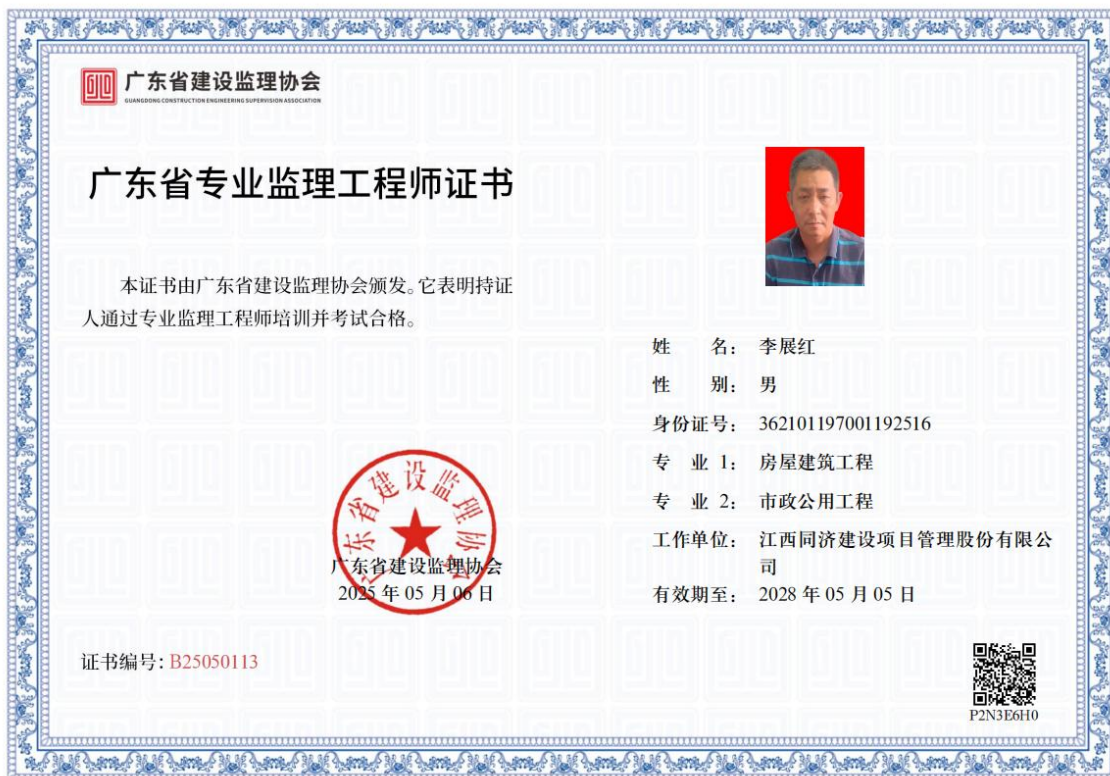 广东省建设监理协会
GUANGDONG CONSTRUCTION ENGINEERING SUPERVISION ASSOCIATION
广东省专业监理工程师证书
本证书由广东省建设监理协会颁发。它表明持证
人通过专业监理工程师培训并考试合格。
姓 名： 李展红
性 别： 男
身份证号： 362101197001192516
专 业 1： 房屋建筑工程
专 业 2： 市政公用工程
工作单位： 江西同济建设项目管理股份有限公
司
有效期至： 2028 年 05 月 05 日
广东省建设监理协会
广东省建设监理协会
2025 年 05 月 06 日
证书编号: B25050113
P2N3E6H0